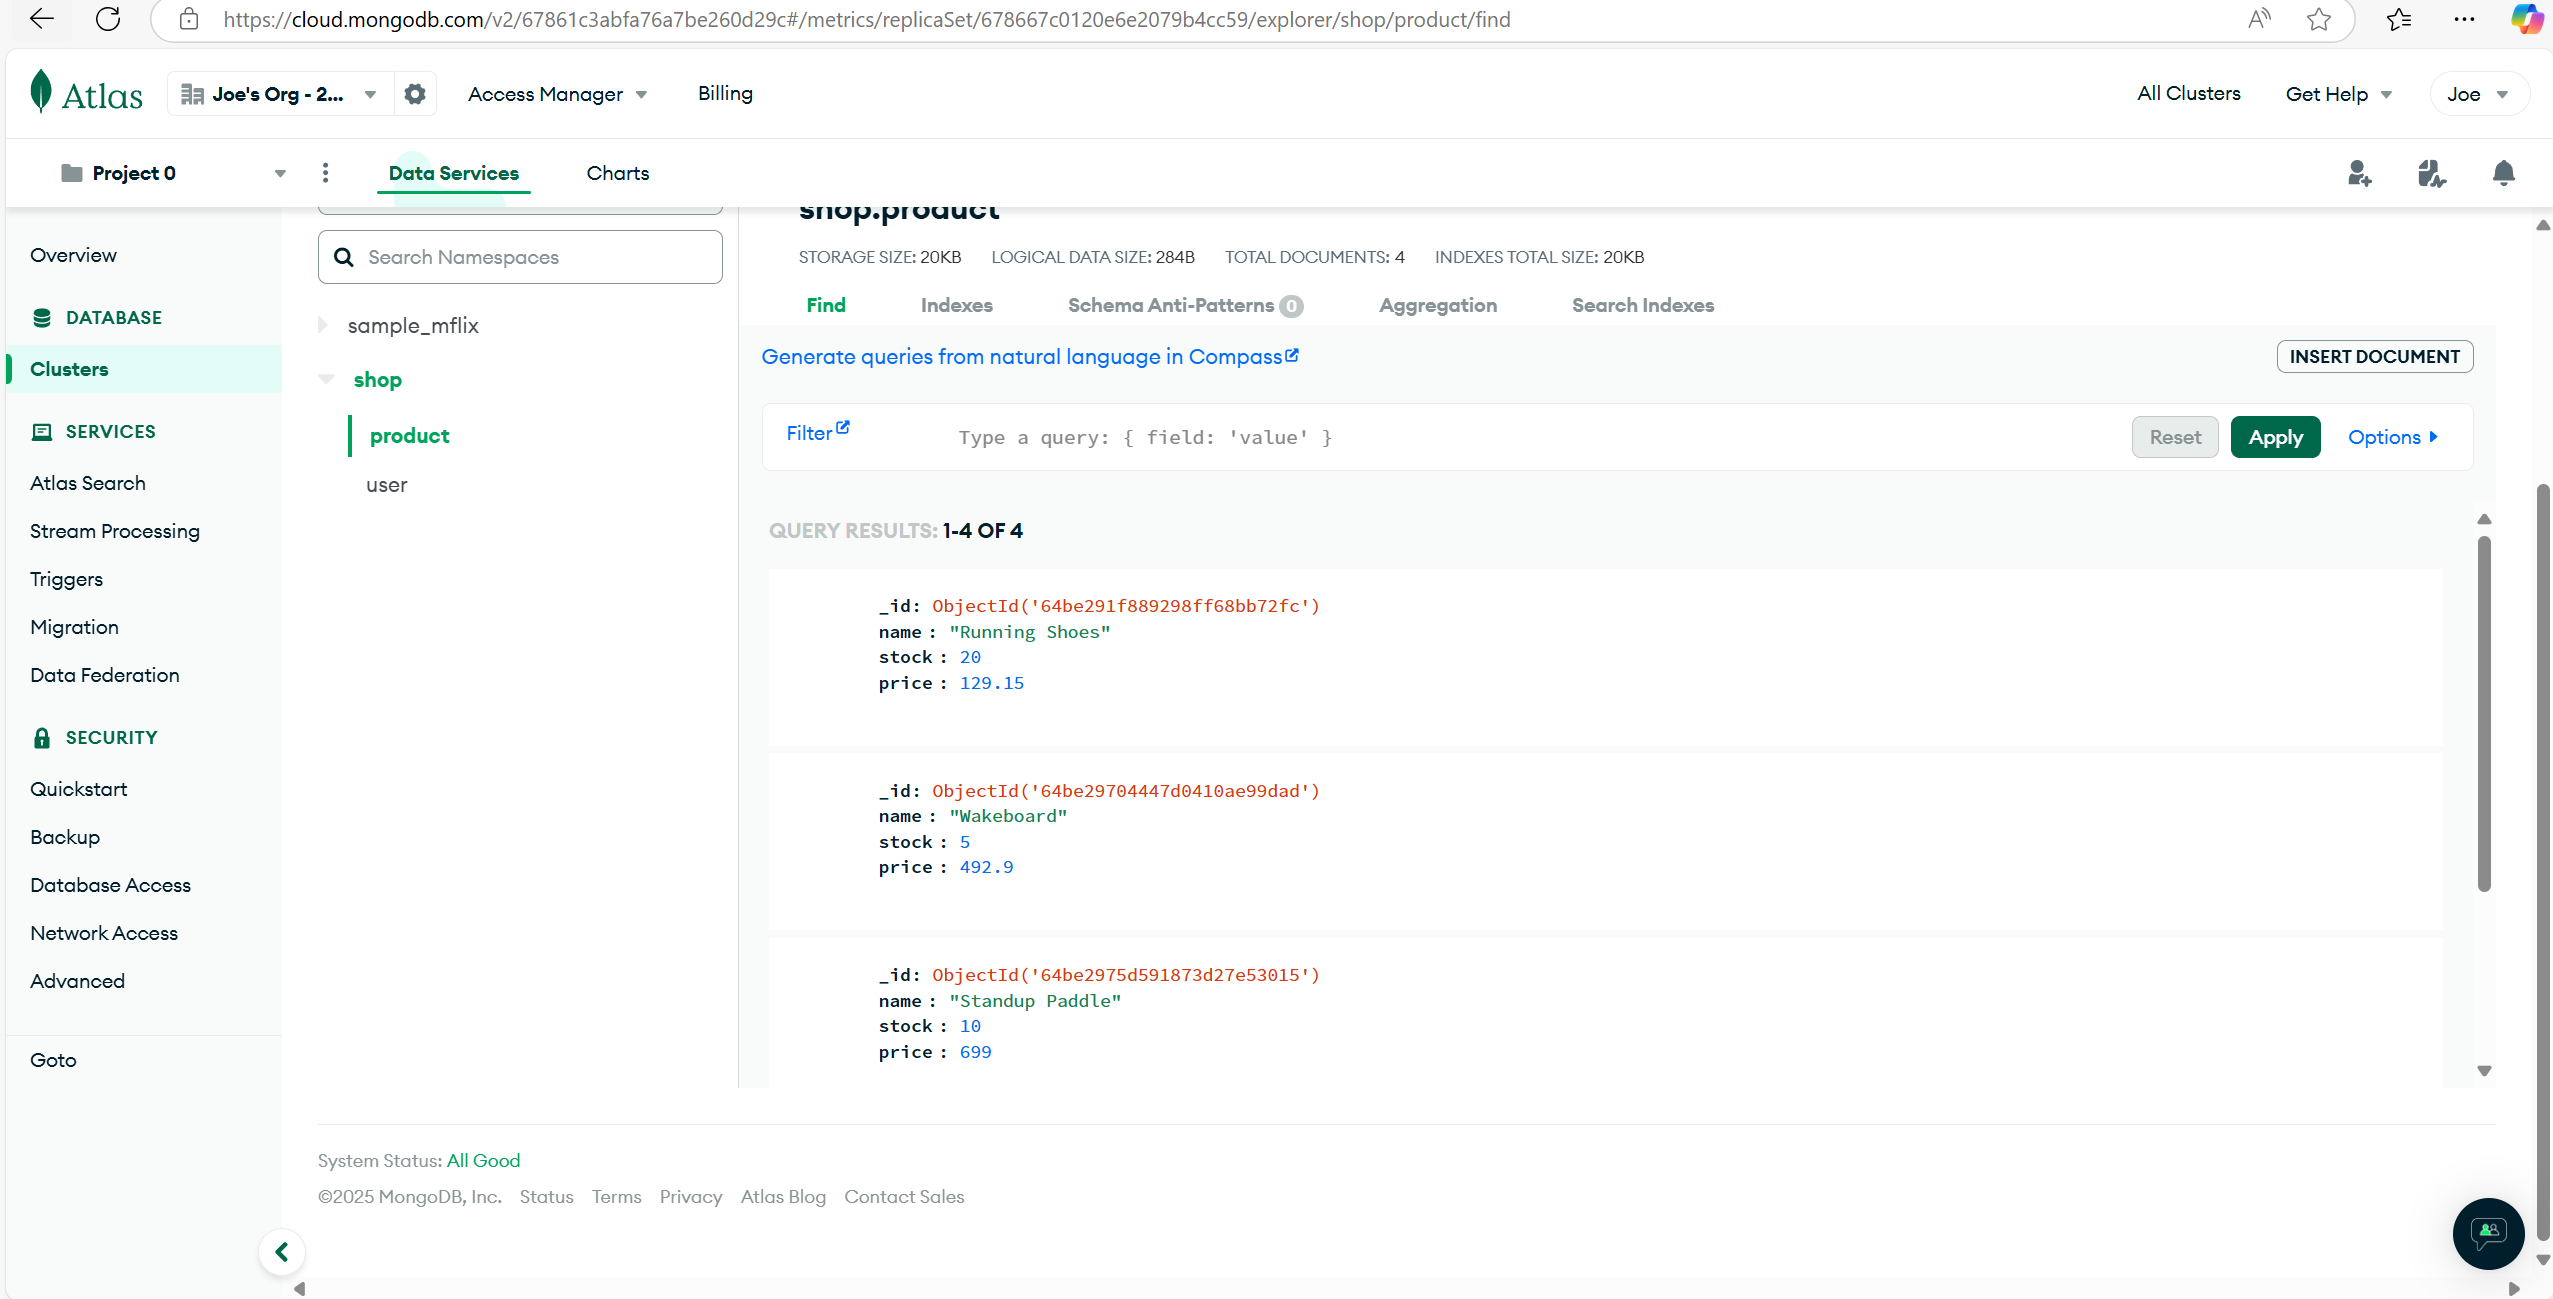 https://cloud.mongodb.com/v2/67861c3abfa76a7be260d29c#/metrics/replicaSet/678667c0120e6e2079b4cc59/explorer/shop/product/find
Atlas
Joe's Org - 2...
Access Manager
Billing
All Clusters
Get Help
Joe
Project 0
Data Services
Charts
Overview
DATABASE
Clusters
SERVICES
Atlas Search
Stream Processing
Triggers
Migration
Data Federation
SECURITY
Quickstart
Backup
Database Access
Network Access
Advanced
Goto
Search Namespaces
sample_mflix
shop
product
user
shop.product
STORAGE SIZE: 20KB LOGICAL DATA SIZE: 284B TOTAL DOCUMENTS: 4 INDEXES TOTAL SIZE: 20KB
Find Indexes Schema Anti-Patterns 0 Aggregation Search Indexes
Generate queries from natural language in Compass
INSERT DOCUMENT
Filter
Type a query: { field: 'value' }
Reset
Apply
Options
QUERY RESULTS: 1-4 OF 4
_id: ObjectId('64be291f889298ff68bb72fc')
name : "Running Shoes"
stock : 20
price : 129.15
_id: ObjectId('64be29704447d0410ae99dad')
name : "Wakeboard"
stock : 5
price : 492.9
_id: ObjectId('64be2975d591873d27e53015')
name : "Standup Paddle"
stock : 10
price : 699
System Status: All Good
©2025 MongoDB, Inc. Status Terms Privacy Atlas Blog Contact Sales